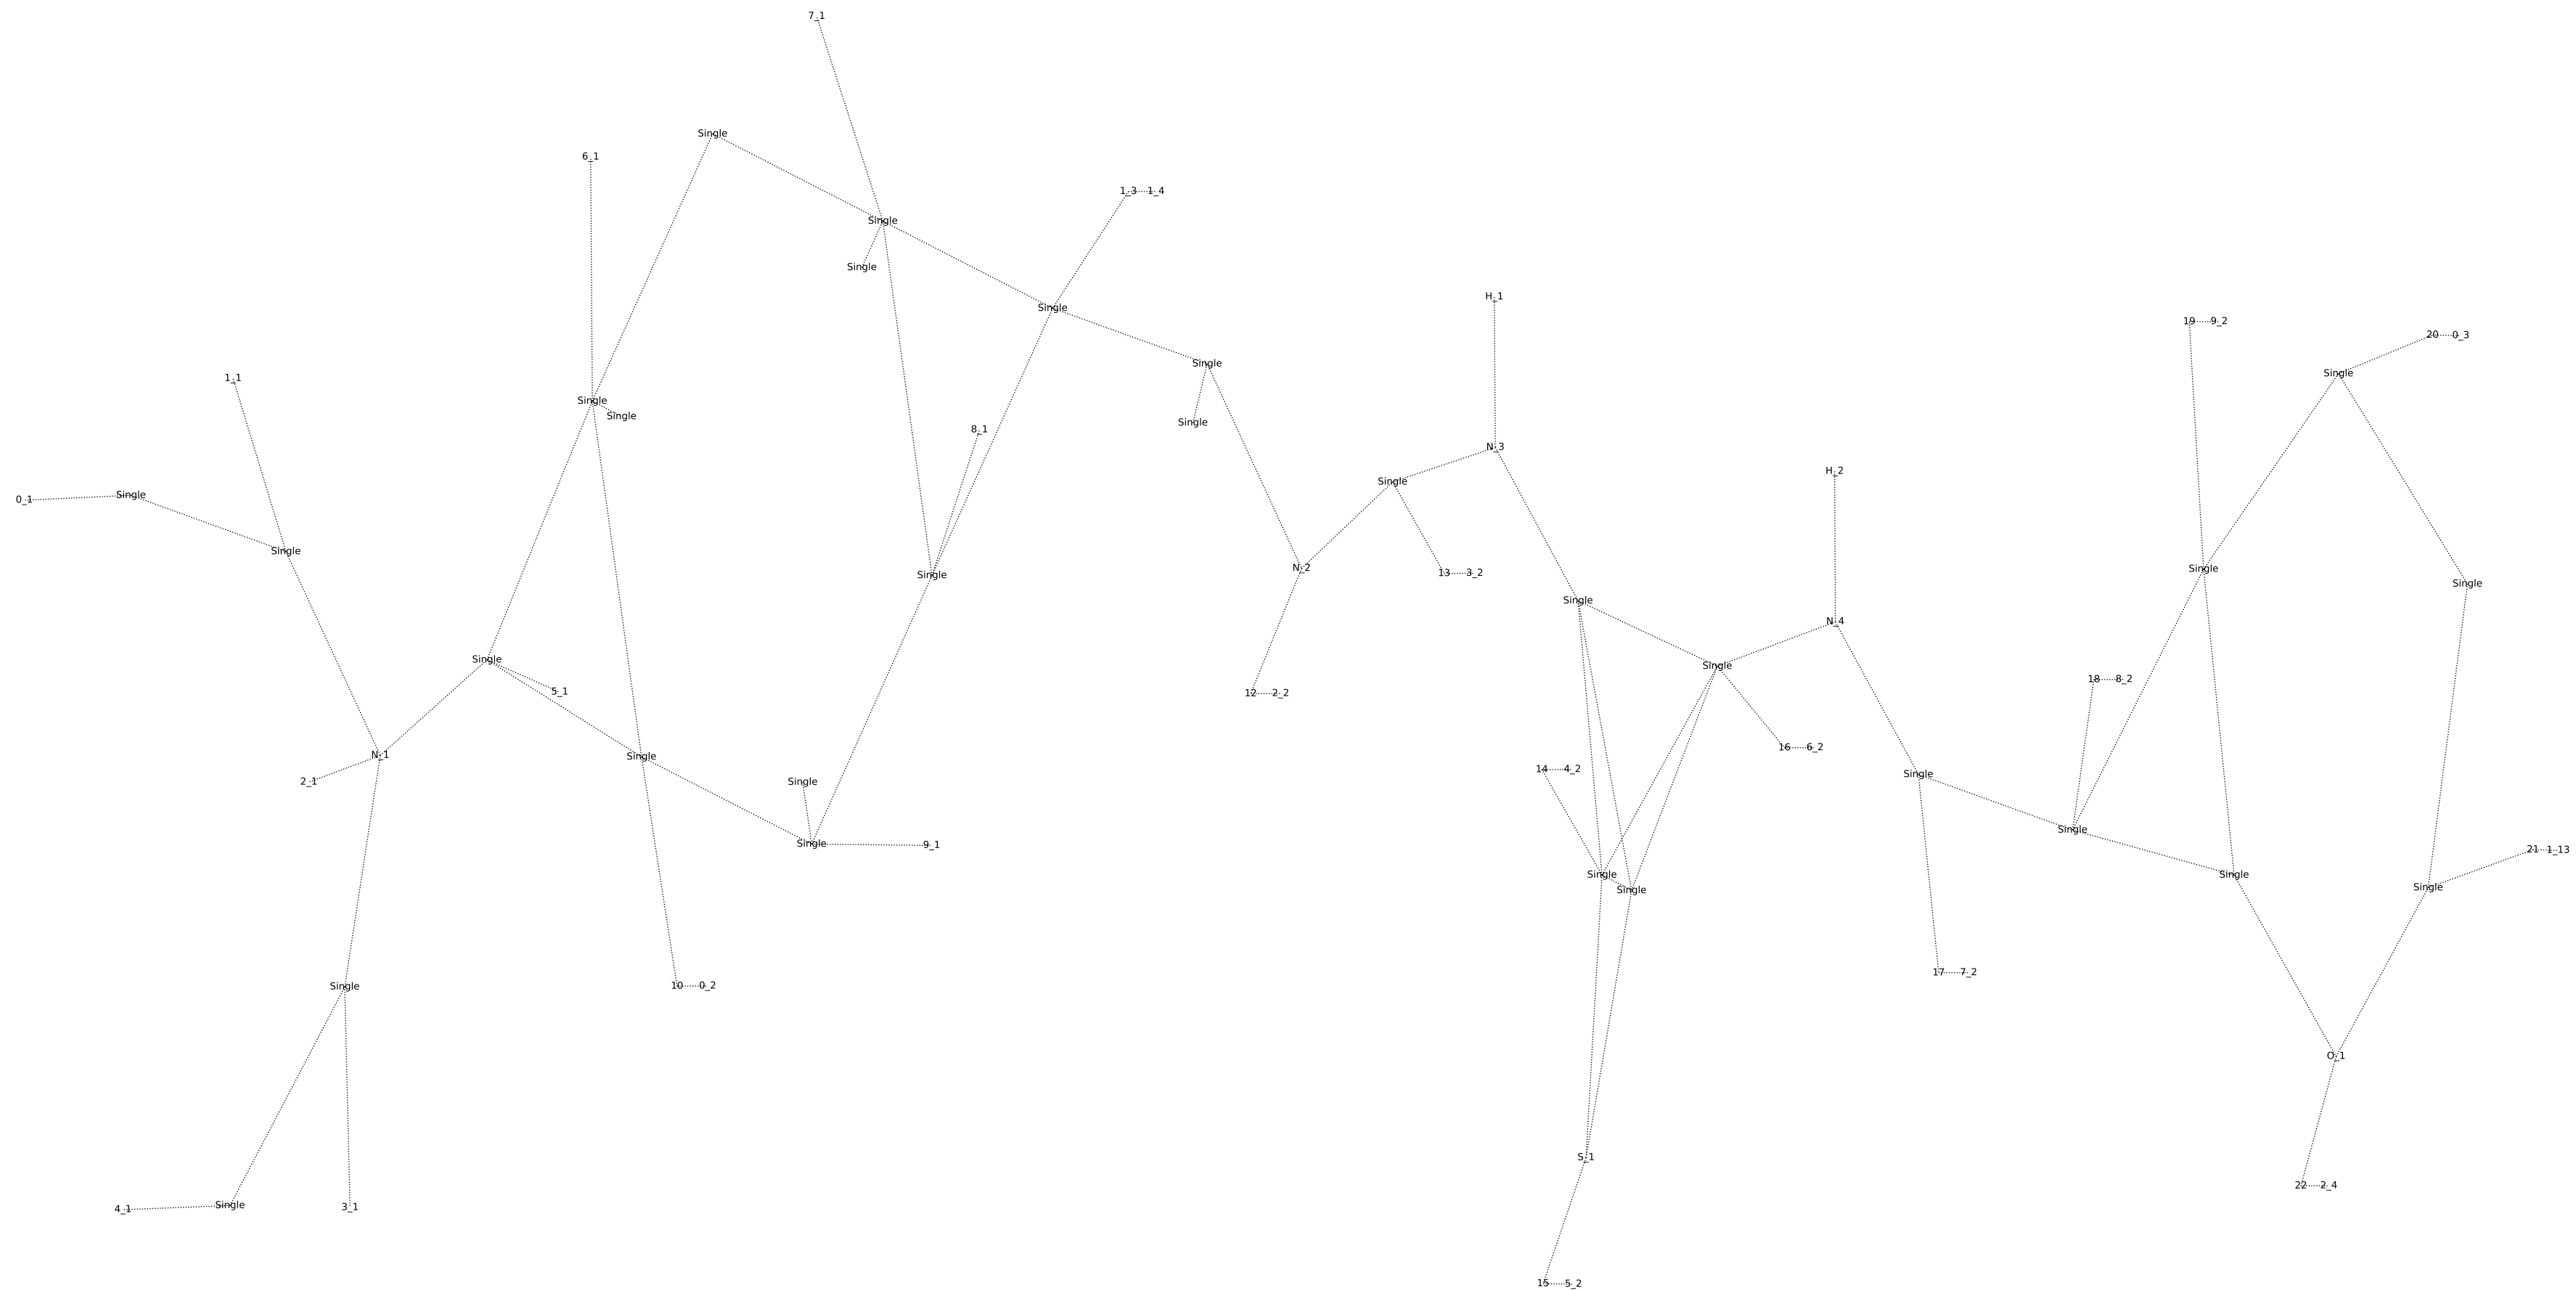 7_1
Single
6_1
1_3 1_4
Single
Single
H_1
Single
19 9_2
20 0_3
Single
Single
1_1
Single
Single
Single
8_1
N_3
H_2
Single
0_1
Single
Single
N_2
Single
13 3_2
Single
Single
Single
N_4
Single
Single
18 8_2
5_1
12 2_2
16 6_2
N_1
Single
14 4_2
Single
2_1
Single
Single
Single
9_1
21 1_13
Single
Single
Single
Single
17 7_2
Single
10 0_2
O_1
S_1
22 2_4
Single
3_1
4_1
15 5_2